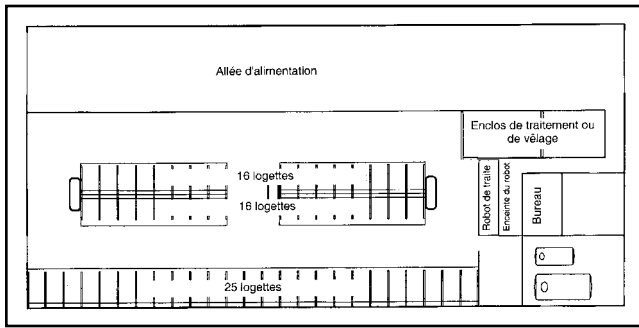 Allée d'alimentation
Enclos de traitement ou
de vêlage
16 logettes
16 logettes
Robot de traite
Enceinte du robot
Bureau
25 logettes